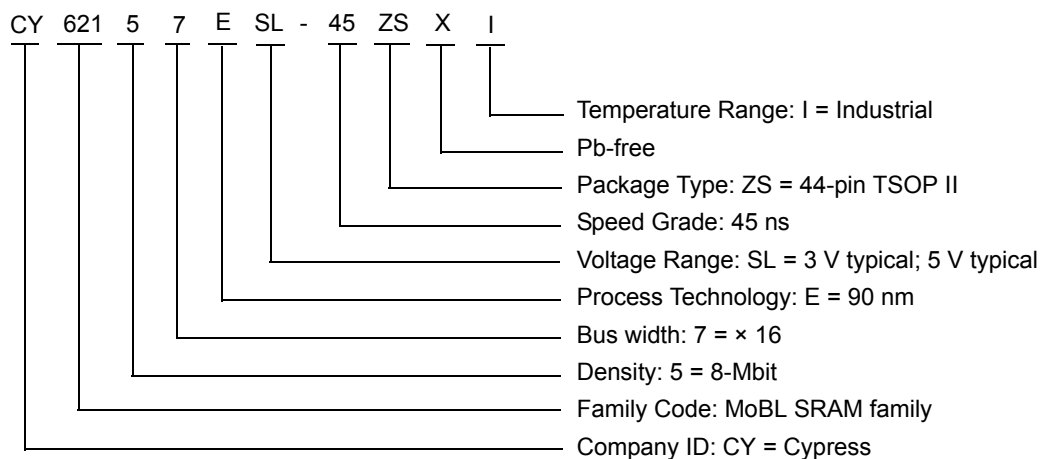 CY 621 5 7 E SL - 45 ZS X I
Temperature Range: I = Industrial
Pb-free
Package Type: ZS = 44-pin TSOP II
Speed Grade: 45 ns
Voltage Range: SL = 3 V typical; 5 V typical
Process Technology: E = 90 nm
Bus width: 7 = × 16
Density: 5 = 8-Mbit
Family Code: MoBL SRAM family
Company ID: CY = Cypress